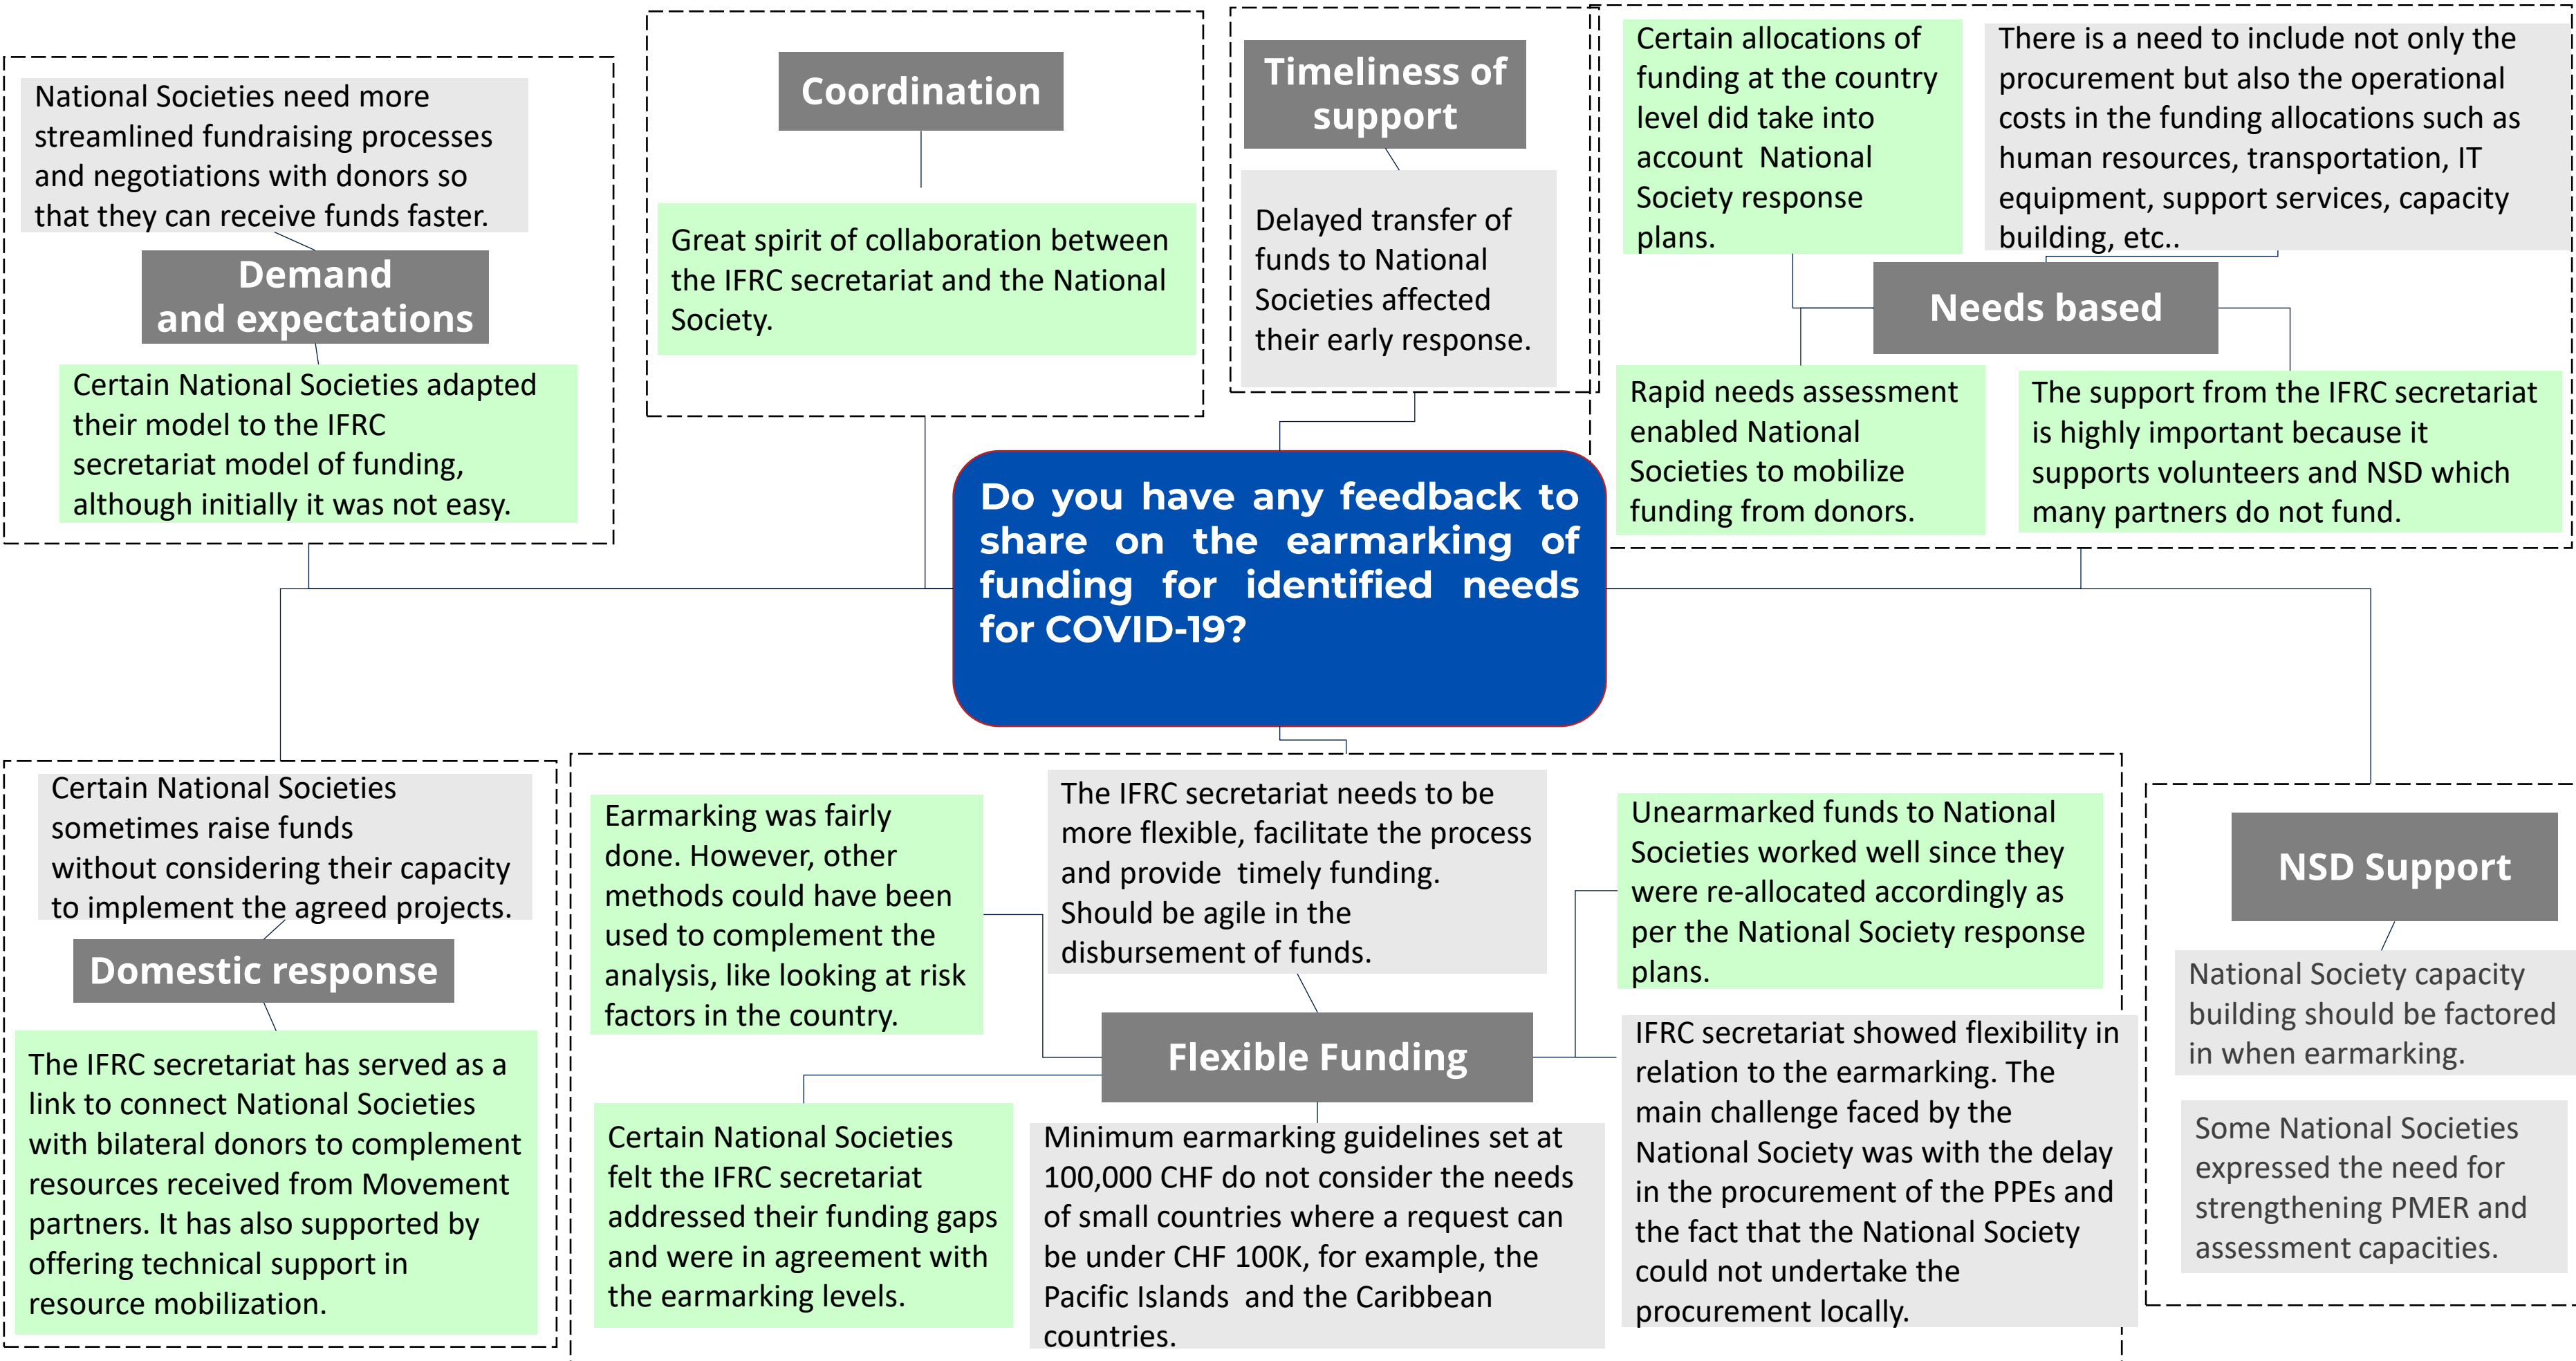 National Societies need more
streamlined fundraising processes
and negotiations with donors so
that they can receive funds faster.
Demand
and expectations
Certain National Societies adapted
their model to the IFRC
secretariat model of funding,
although initially it was not easy.
Coordination
Great spirit of collaboration between
the IFRC secretariat and the National
Society.
Timeliness of
support
Delayed transfer of
funds to National
Societies affected
their early response.
Certain allocations of
funding at the country
level did take into
account National
Society response
plans.
There is a need to include not only the
procurement but also the operational
costs in the funding allocations such as
human resources, transportation, IT
equipment, support services, capacity
building, etc..
Needs based
Rapid needs assessment
enabled National
Societies to mobilize
funding from donors.
The support from the IFRC secretariat
is highly important because it
supports volunteers and NSD which
many partners do not fund.
Do you have any feedback to
share on the earmarking of
funding for identified needs
for COVID-19?
Certain National Societies
sometimes raise funds
without considering their capacity
to implement the agreed projects.
Domestic response
The IFRC secretariat has served as a
link to connect National Societies
with bilateral donors to complement
resources received from Movement
partners. It has also supported by
offering technical support in
resource mobilization.
Earmarking was fairly
done. However, other
methods could have been
used to complement the
analysis, like looking at risk
factors in the country.
The IFRC secretariat needs to be
more flexible, facilitate the process
and provide timely funding.
Should be agile in the
disbursement of funds.
Unearmarked funds to National
Societies worked well since they
were re-allocated accordingly as
per the National Society response
plans.
Flexible Funding
Certain National Societies
felt the IFRC secretariat
addressed their funding gaps
and were in agreement with
the earmarking levels.
Minimum earmarking guidelines set at
100,000 CHF do not consider the needs
of small countries where a request can
be under CHF 100K, for example, the
Pacific Islands and the Caribbean
countries.
IFRC secretariat showed flexibility in
relation to the earmarking. The
main challenge faced by the
National Society was with the delay
in the procurement of the PPEs and
the fact that the National Society
could not undertake the
procurement locally.
NSD Support
National Society capacity
building should be factored
in when earmarking.
Some National Societies
expressed the need for
strengthening PMER and
assessment capacities.